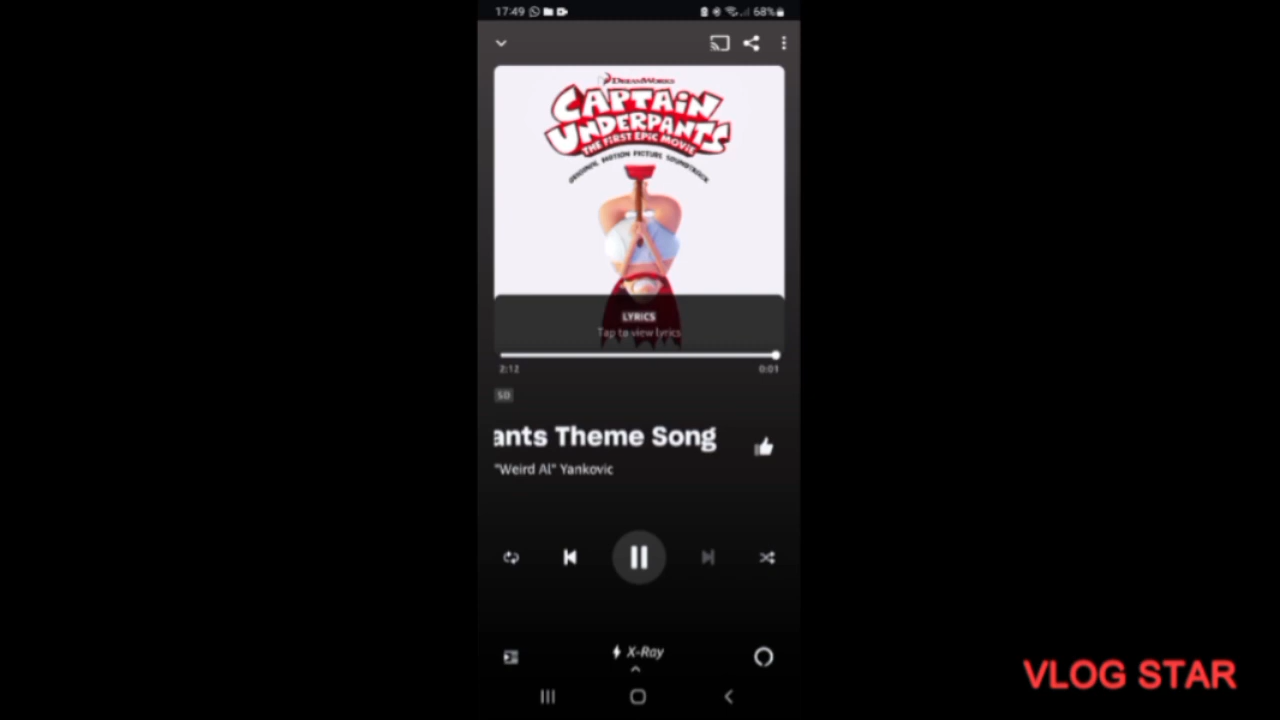 17:49
68%
DREAMWORKS
CAPTAIN
UNDERPANTS
THE FIRST EPIC MOVIE
ORIGINAL MOTION PICTURE SOUNDTRACK
LYRICS
Tap to view lyrics
2:12
0:01
SD
ants Theme Song
"Weird Al" Yankovic
X-Ray
VLOG STAR